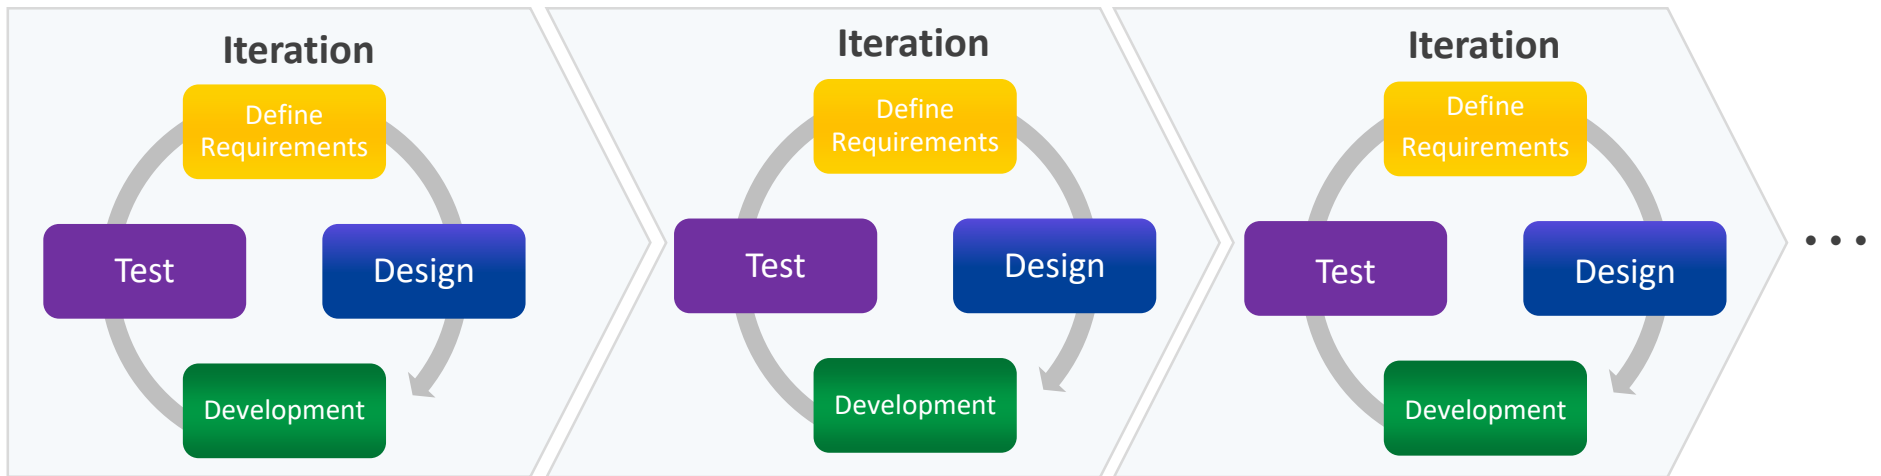 Iteration
Define
Requirements
Test
Design
Development
Iteration
Define
Requirements
Test
Design
Development
Iteration
Define
Requirements
Test
Design
Development
...